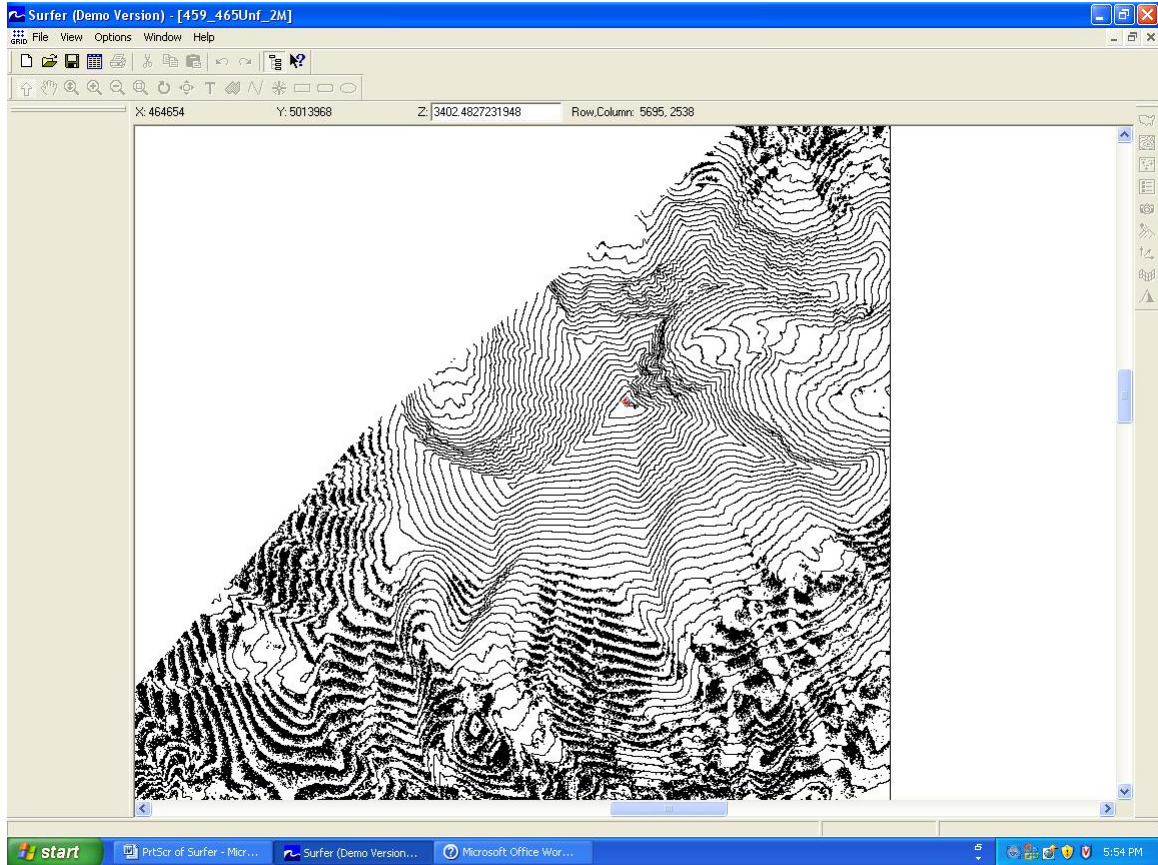 Surfer (Demo Version) - [459_465Unf_2M]
GRID File View Options Window Help
X: 464654 Y: 5013968 Z: 3402.4827231948 Row,Column: 5695, 2538
start PrtScr of Surfer - Micr... Surfer (Demo Version... Microsoft Office Wor... 5:54 PM